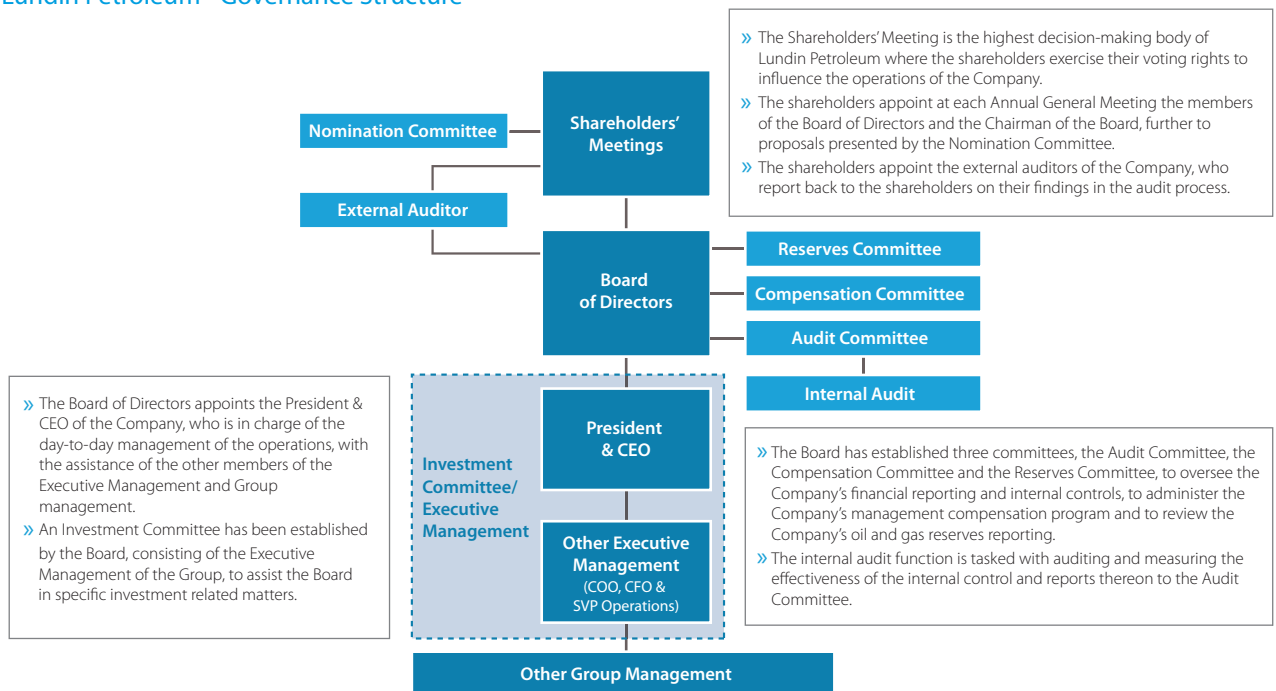 Lundin Petroleum - Governance Structure
» The Shareholders' Meeting is the highest decision-making body of
Lundin Petroleum where the shareholders exercise their voting rights to
influence the operations of the Company.
» The shareholders appoint at each Annual General Meeting the members
of the Board of Directors and the Chairman of the Board, further to
proposals presented by the Nomination Committee.
» The shareholders appoint the external auditors of the Company, who
report back to the shareholders on their findings in the audit process.
Nomination Committee
Shareholders'
Meetings
External Auditor
Board
of Directors
Reserves Committee
Compensation Committee
Audit Committee
Internal Audit
» The Board of Directors appoints the President &
CEO of the Company, who is in charge of the
day-to-day management of the operations, with
the assistance of the other members of the
Executive Management and Group
management.
» An Investment Committee has been established
by the Board, consisting of the Executive
Management of the Group, to assist the Board
in specific investment related matters.
Investment
Committee/
Executive
Management
President
& CEO
Other Executive
Management
(COO, CFO &
SVP Operations)
» The Board has established three committees, the Audit Committee, the
Compensation Committee and the Reserves Committee, to oversee the
Company's financial reporting and internal controls, to administer the
Company's management compensation program and to review the
Company's oil and gas reserves reporting.
» The internal audit function is tasked with auditing and measuring the
effectiveness of the internal control and reports thereon to the Audit
Committee.
Other Group Management